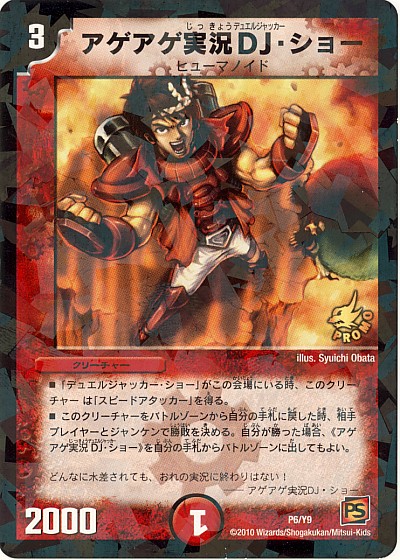 3
じっきょうデュエルジャッカー
アゲアゲ実況DJ・ショー
ヒューマノイド
PROMO
illus. Syuichi Obata
クリーチャー
■「デュエルジャッカー・ショー」がこの会場にいる時、このクリー
チャーは「スピードアタッカー」を得る。
■ このクリーチャーをバトルゾーンから自分の手札に戻した時、相手
プレイヤーとジャンケンで勝敗を決める。自分が勝った場合、《アゲ
アゲ実況DJ・ショー》を自分の手札からバトルゾーンに出してもよい。
どんなに水差されても、おれの実況に終わりはない！
—— アゲアゲ実況DJ・ショー
P6/Y9
2000
1
PS
©2010 Wizards/Shogakukan/Mitsui-Kids